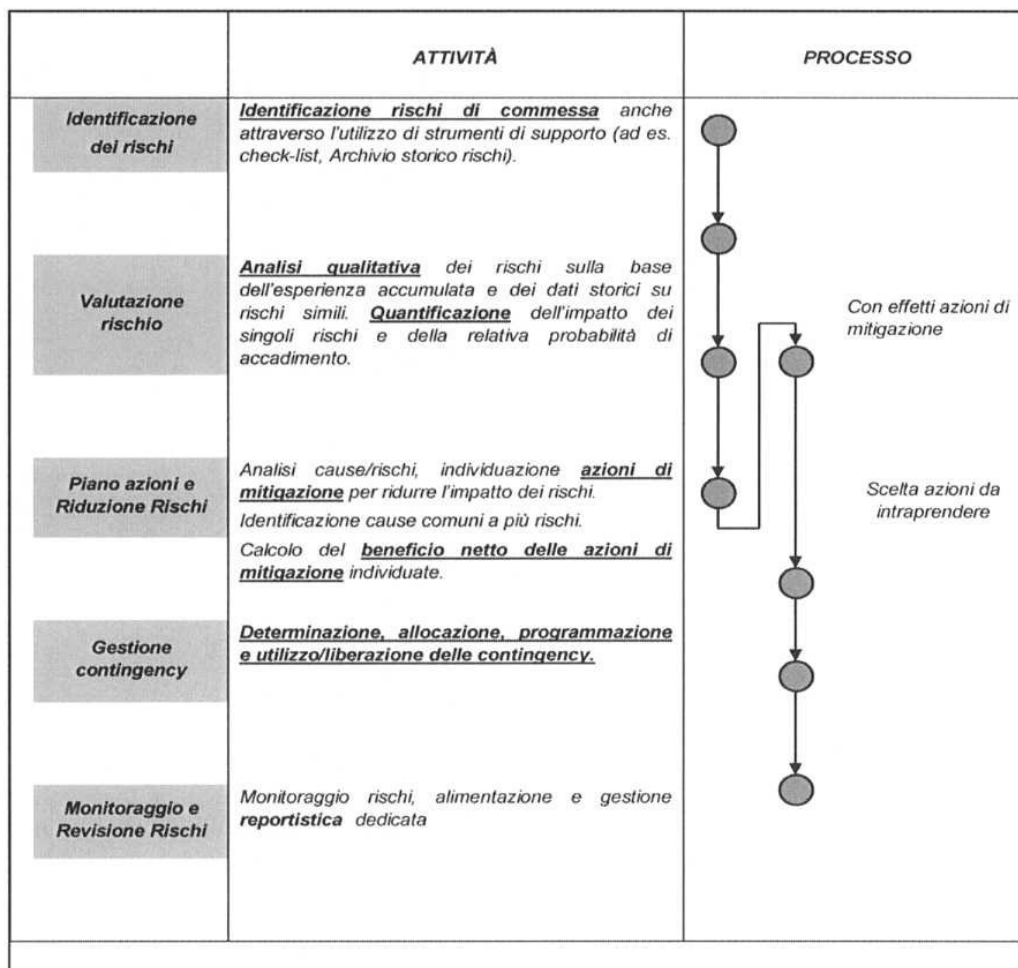 ATTIVITÀ
PROCESSO
Identificazione
dei rischi
Identificazione rischi di commessa anche
attraverso l'utilizzo di strumenti di supporto (ad es.
check-list, Archivio storico rischi).
Valutazione
rischio
Analisi qualitativa dei rischi sulla base
dell'esperienza accumulata e dei dati storici su
rischi simili. Quantificazione dell'impatto dei
singoli rischi e della relativa probabilità di
accadimento.
Con effetti azioni di
mitigazione
Piano azioni e
Riduzione Rischi
Analisi cause/rischi, individuazione azioni di
mitigazione per ridurre l'impatto dei rischi.
Identificazione cause comuni a più rischi.
Calcolo del beneficio netto delle azioni di
mitigazione individuate.
Scelta azioni da
intraprendere
Gestione
contingency
Determinazione, allocazione, programmazione
e utilizzo/liberazione delle contingency.
Monitoraggio e
Revisione Rischi
Monitoraggio rischi, alimentazione e gestione
reportistica dedicata